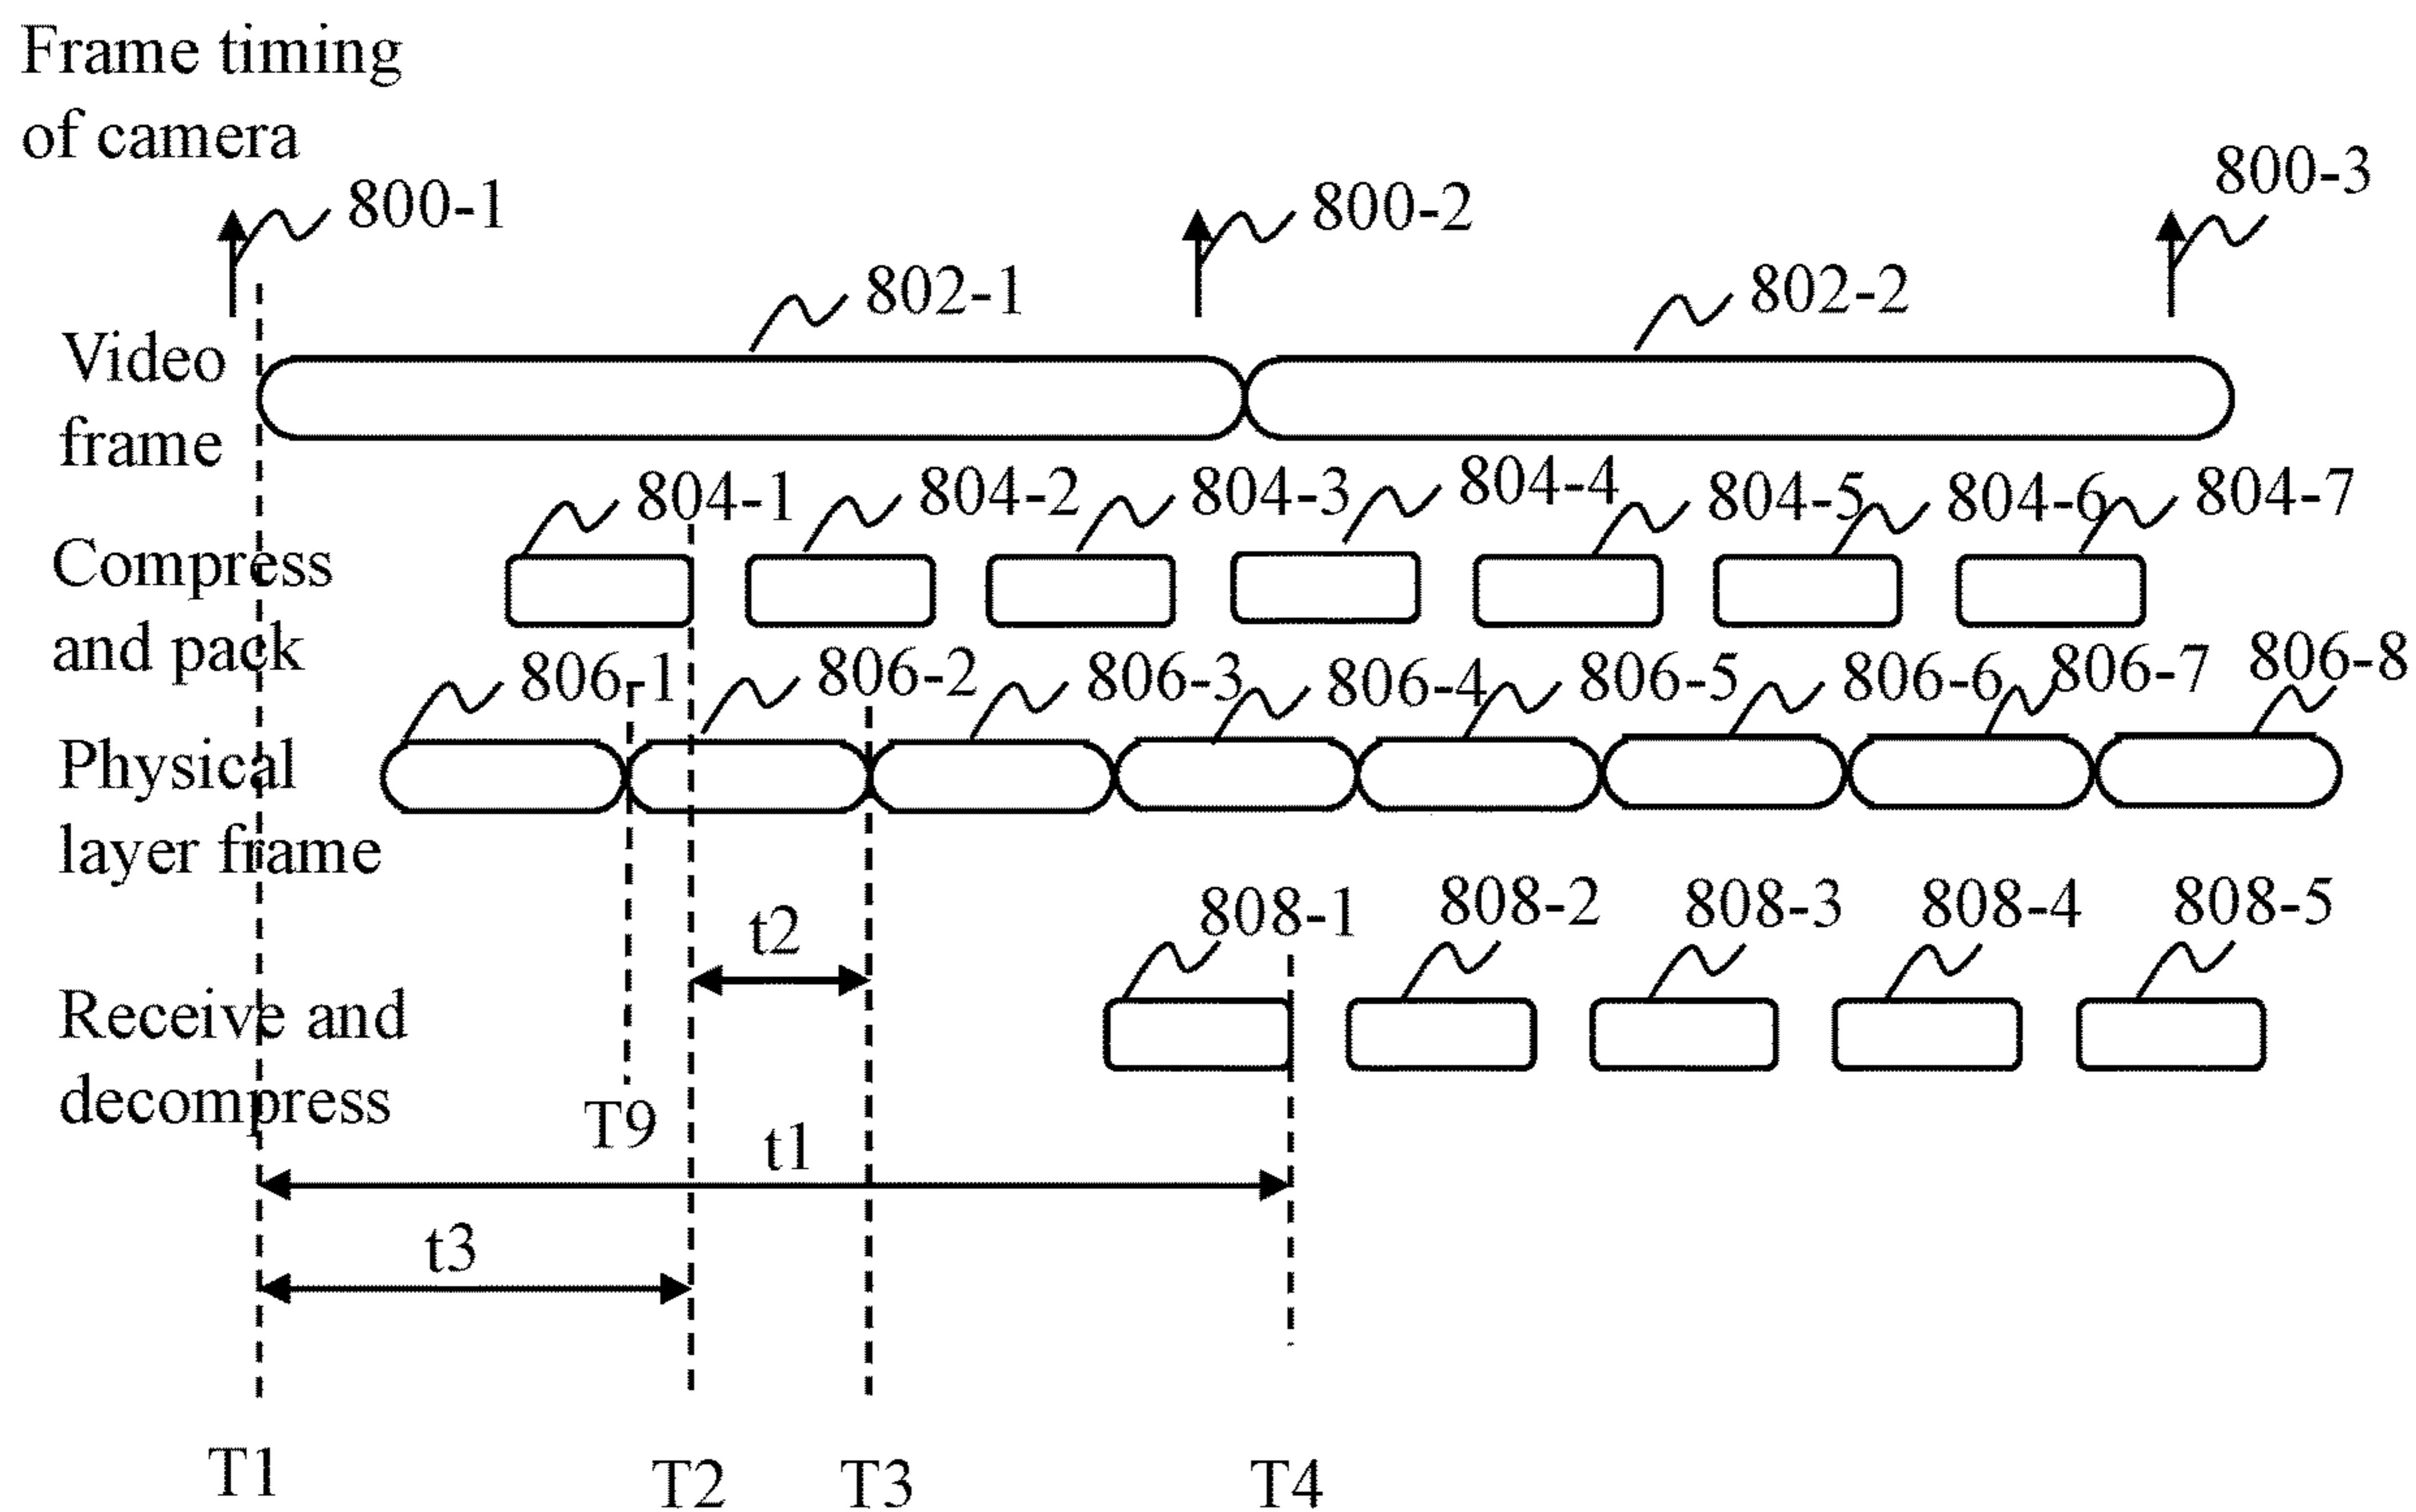 Frame timing
of camera
800-1
800-2
800-3
802-1
802-2
Video
frame
804-1
804-2
804-3
804-4
804-5
804-6
804-7
Compress
and pack
806-1
806-2
806-3
806-4
806-5
806-6
806-7
806-8
Physical
layer frame
808-1
808-2
808-3
808-4
808-5
t2
Receive and
decompress
T9
t1
t3
T1
T2
T3
T4